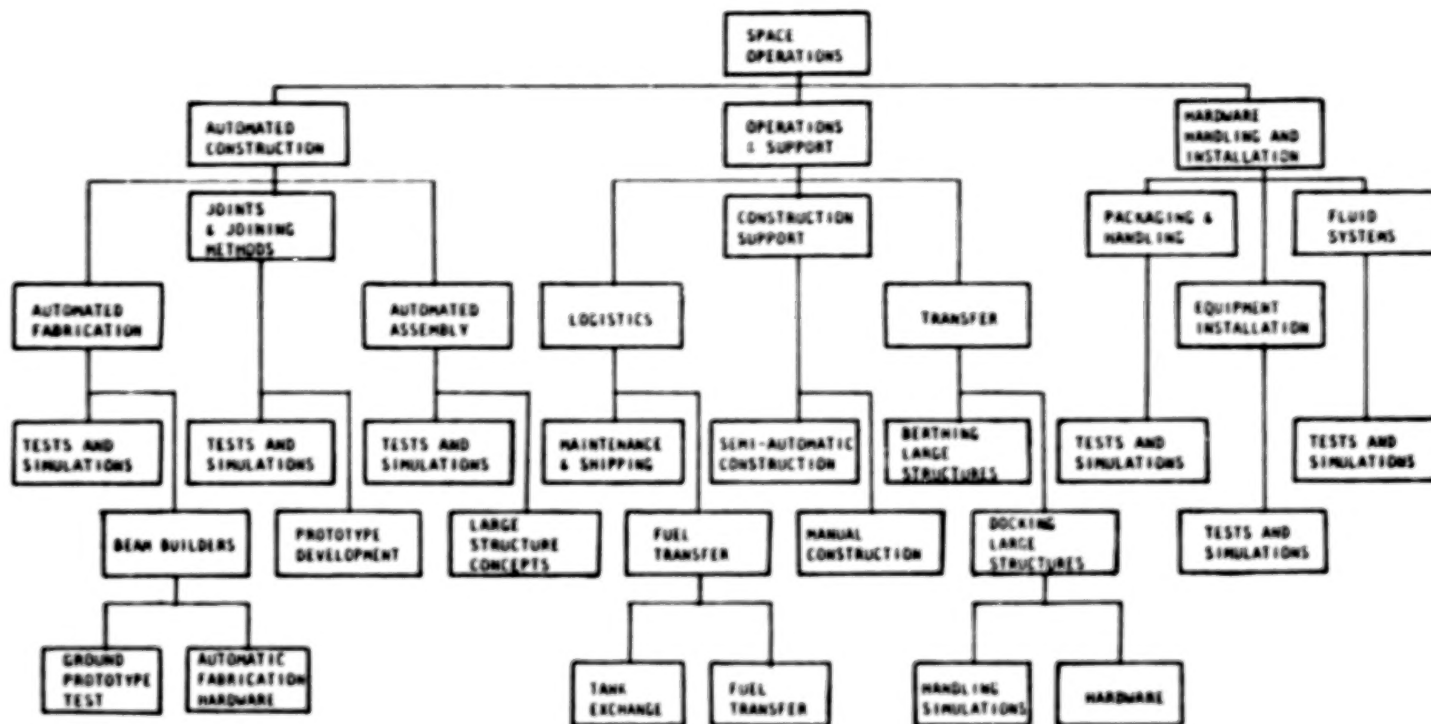 SPACE
OPERATIONS
AUTOMATED
CONSTRUCTION
OPERATIONS
& SUPPORT
HARDWARE
HANDLING AND
INSTALLATION
JOINTS
& JOINING
METHODS
CONSTRUCTION
SUPPORT
PACKAGING &
HANDLING
FLUID
SYSTEMS
AUTOMATED
FABRICATION
AUTOMATED
ASSEMBLY
LOGISTICS
TRANSFER
EQUIPMENT
INSTALLATION
TESTS AND
SIMULATIONS
TESTS AND
SIMULATIONS
TESTS AND
SIMULATIONS
MAINTENANCE
& SHIPPING
SEMI-AUTOMATIC
CONSTRUCTION
BERTHING
LARGE
STRUCTURES
TESTS AND
SIMULATIONS
TESTS AND
SIMULATIONS
BEAM BUILDERS
PROTOTYPE
DEVELOPMENT
LARGE
STRUCTURE
CONCEPTS
FUEL
TRANSFER
MANUAL
CONSTRUCTION
DOCKING
LARGE
STRUCTURES
TESTS AND
SIMULATIONS
GROUND
PROTOTYPE
TEST
AUTOMATIC
FABRICATION
HARDWARE
TANK
EXCHANGE
FUEL
TRANSFER
HANDLING
SIMULATIONS
HARDWARE